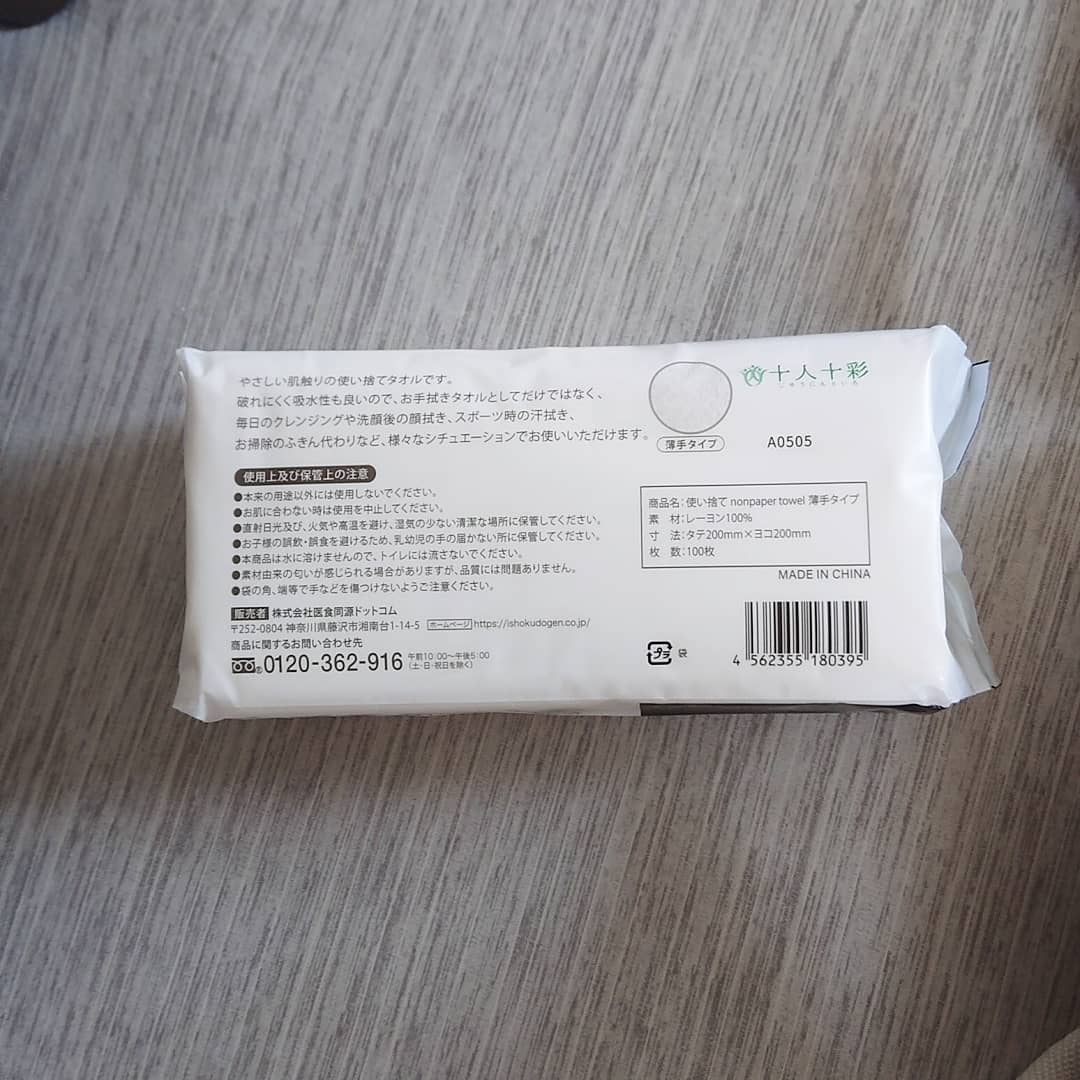 やさしい肌触りの使い捨てタオルです。
破れにくく吸水性も良いので、お手拭きタオルとしてだけではなく、
毎日のクレンジングや洗顔後の顔拭き、スポーツ時の汗拭き、
お掃除のふきん代わりなど、様々なシチュエーションでお使いいただけます。
薄手タイプ
十人十彩
じゅうにんといろ
A0505
使用上及び保管上の注意
●本来の用途以外には使用しないでください。
●お肌に合わない時は使用を中止してください。
●直射日光及び、火気や高温を避け、湿気の少ない清潔な場所に保管してください。
●お子様の誤飲・誤食を避けるため、乳幼児の手の届かない所に保管してください。
●本商品は水に溶けませんので、トイレには流さないでください。
●素材由来の匂いが感じられる場合がありますが、品質には問題ありません。
●袋の角、端等で手などを傷つけないようご注意ください。
販売者 株式会社医食同源ドットコム
〒252-0804 神奈川県藤沢市湘南台1-14-5 ホームページ https://ishokudogen.co.jp/
商品に関するお問い合わせ先
0120-362-916 午前10:00～午後5:00
(土・日・祝日を除く)
商品名：使い捨て nonpaper towel 薄手タイプ
素　材：レーヨン100%
寸　法：タテ200mm×ヨコ200mm
枚　数：100枚
MADE IN CHINA
プラ 袋
4 562355 180395